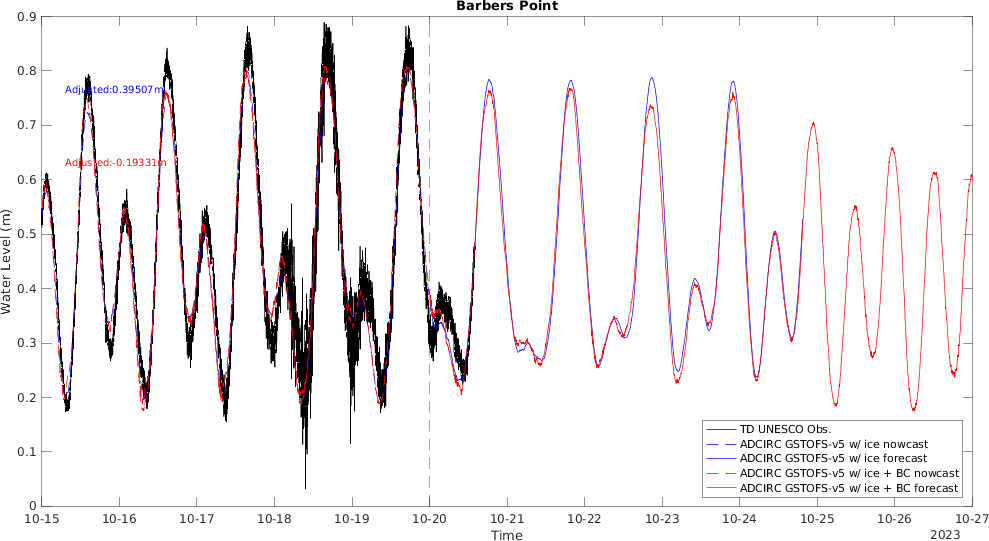 Barbers Point
Water Level (m)
0.9
0.8
0.7
0.6
0.5
0.4
0.3
0.2
0.1
0
Adjusted:0.39507m
Adjusted:-0.19331m
TD UNESCO Obs.
ADCIRC GSTOFS-v5 w/ ice nowcast
ADCIRC GSTOFS-v5 w/ ice forecast
ADCIRC GSTOFS-v5 w/ ice + BC nowcast
ADCIRC GSTOFS-v5 w/ ice + BC forecast
10-15 10-16 10-17 10-18 10-19 10-20 10-21 10-22 10-23 10-24 10-25 10-26 10-27
Time
2023